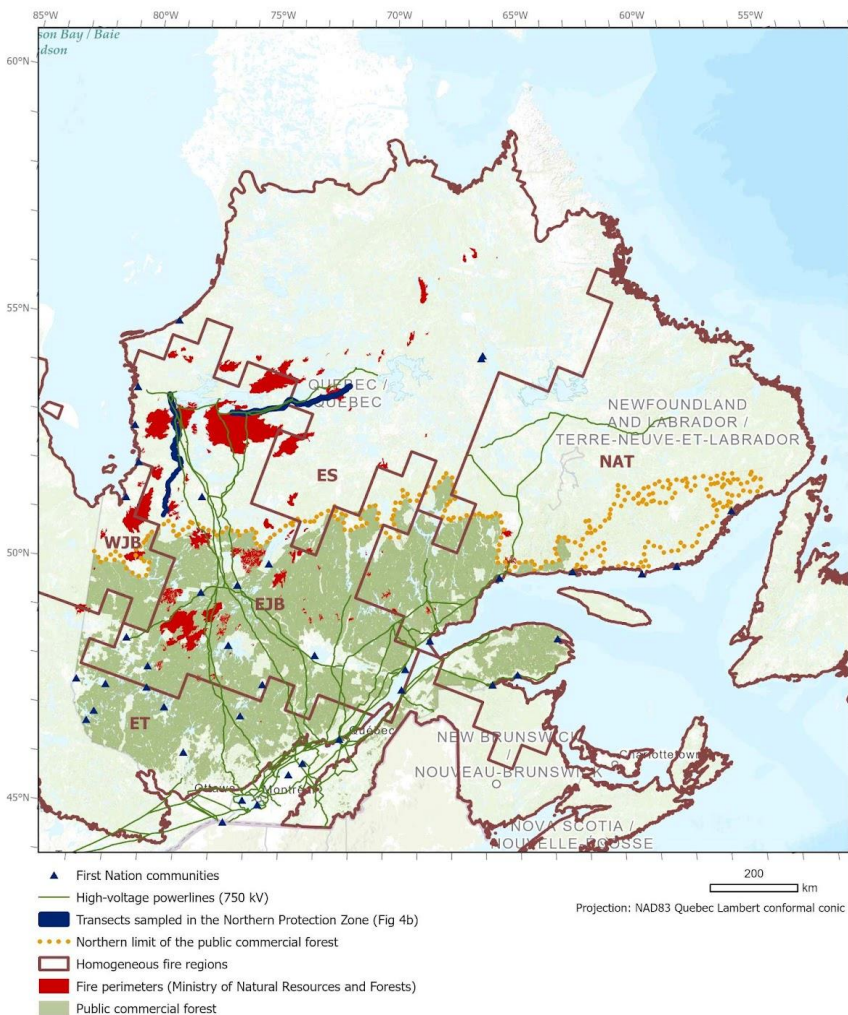 85°W 80°W 75°W 70°W 65°W 60°W 55°W
son Bay / Baie
dson
60°N
55°N
QUEBEC /
QUÉBEC
NEWFOUNDLAND
AND LABRADOR /
TERRE-NEUVE-ET-LABRADOR
ES
NAT
WJB
50°N
EJB
ET
Québec
NEW BRUNSWICK
/
NOUVEAU-BRUNSWICK
Charlottetown
Ottawa
Montréal
45°N
NOVA SCOTIA /
NOUVELLE-ÉCOSSE
First Nation communities
High-voltage powerlines (750 kV)
Transects sampled in the Northern Protection Zone (Fig 4b)
Northern limit of the public commercial forest
Homogeneous fire regions
Fire perimeters (Ministry of Natural Resources and Forests)
Public commercial forest
200
km
Projection: NAD83 Quebec Lambert conformal conic